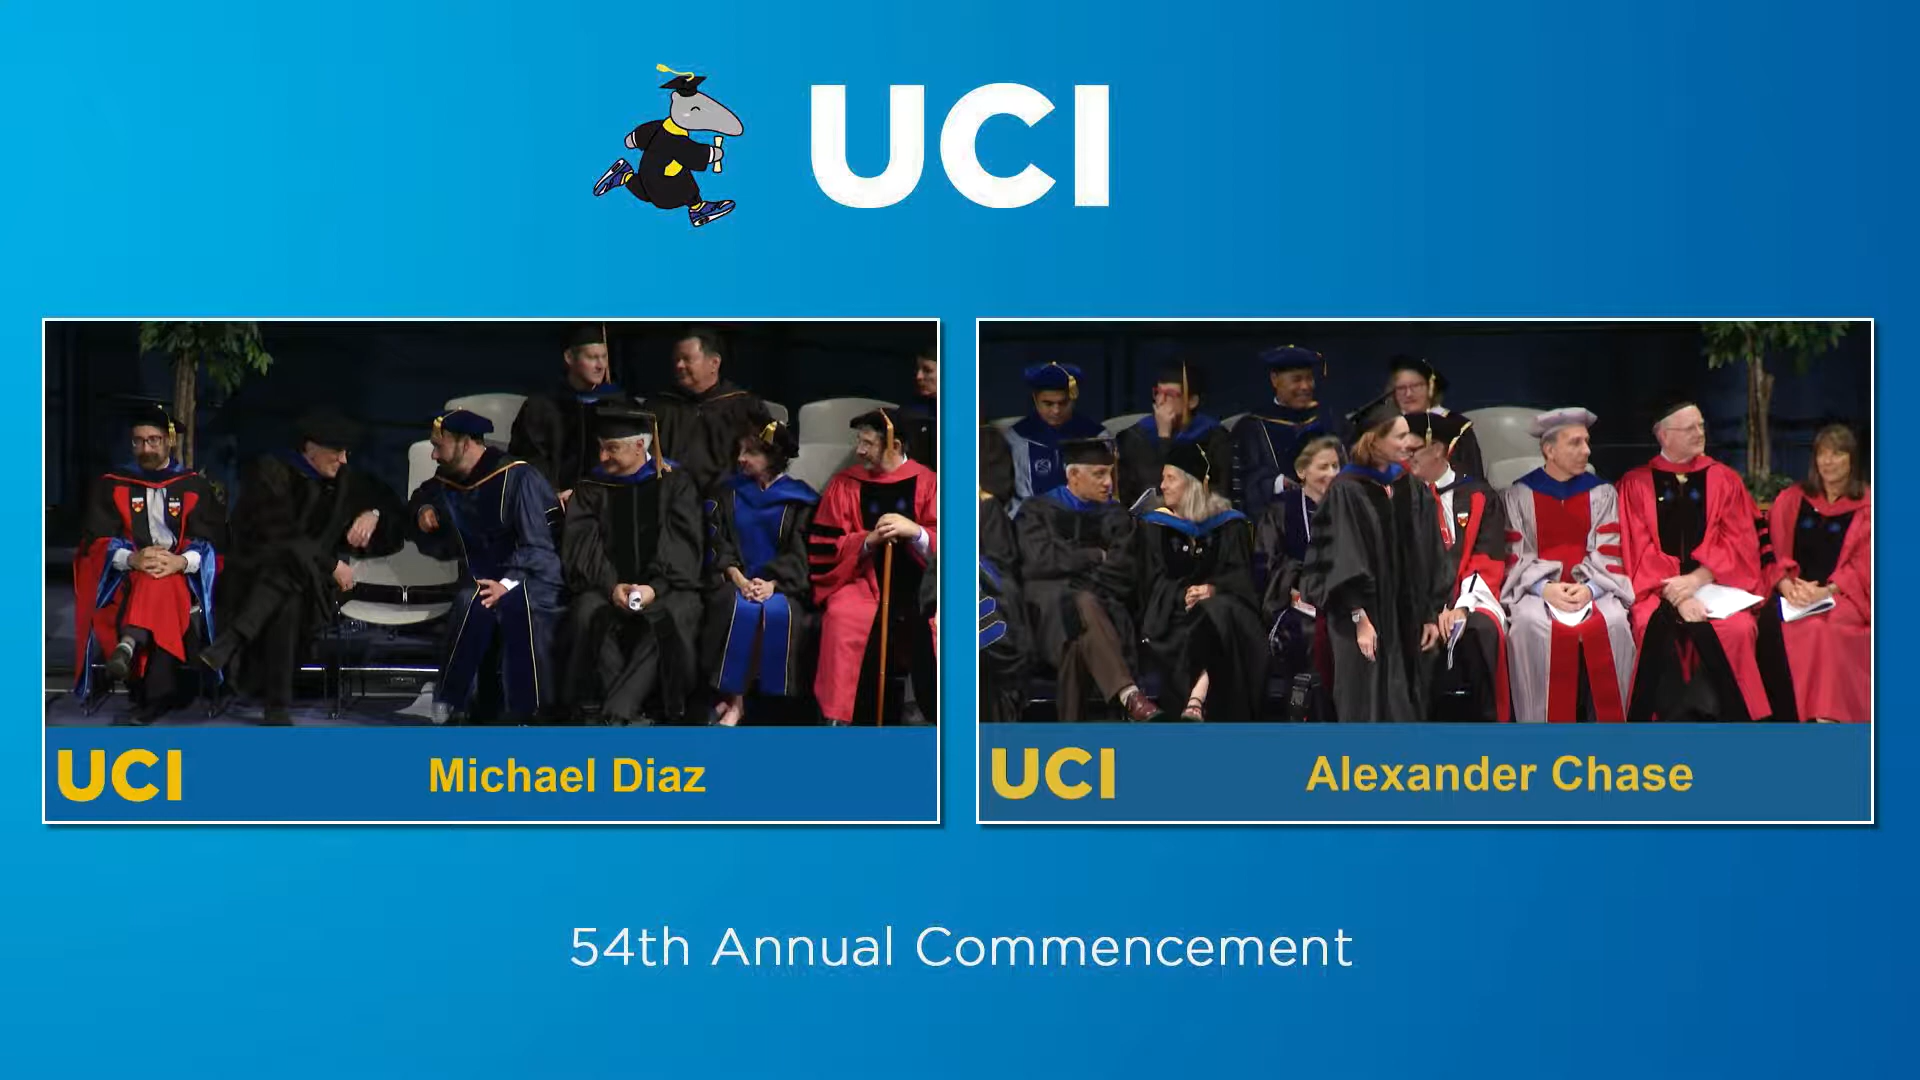 UCI
UCI
Michael Diaz
UCI
Alexander Chase
54th Annual Commencement